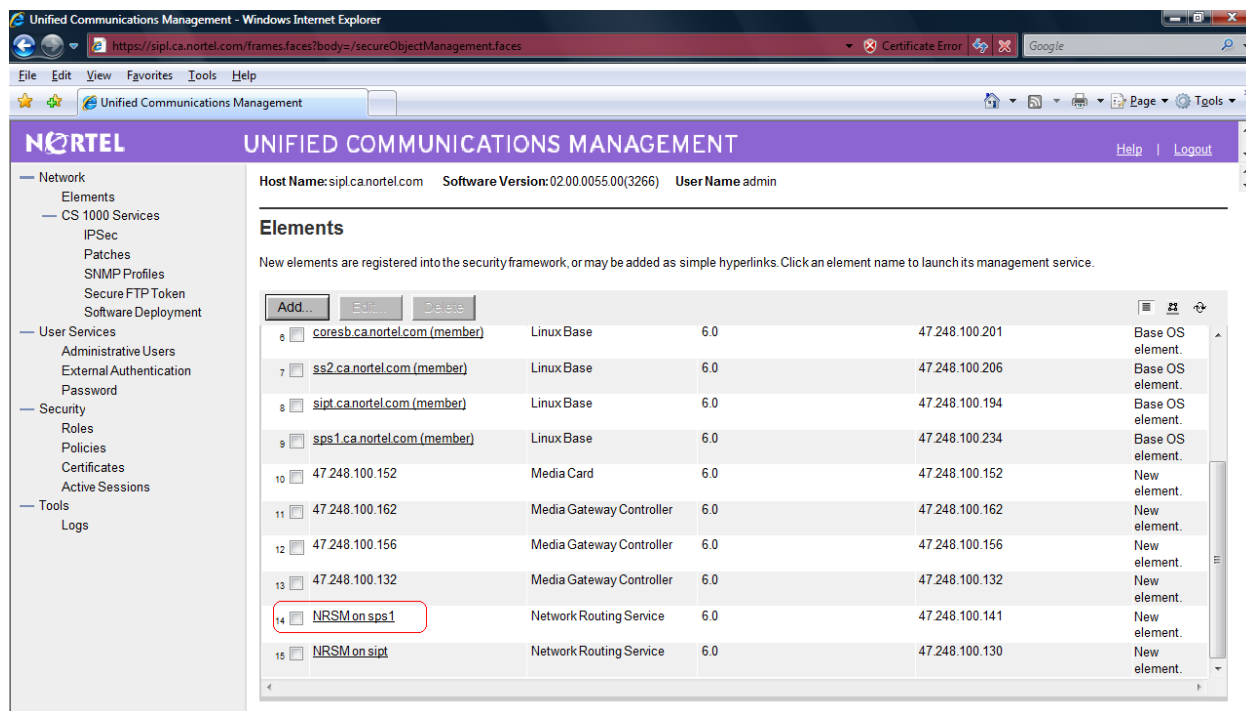 Unified Communications Management - Windows Internet Explorer
https://sipl.ca.nortel.com/frames.faces?body=/secureObjectManagement.faces Certificate Error Google
File Edit View Favorites Tools Help
Unified Communications Management Page Tools
NORTEL UNIFIED COMMUNICATIONS MANAGEMENT Help | Logout
Network
Elements
CS 1000 Services
IPSec
Patches
SNMP Profiles
Secure FTP Token
Software Deployment
User Services
Administrative Users
External Authentication
Password
Security
Roles
Policies
Certificates
Active Sessions
Tools
Logs
Host Name: sipl.ca.nortel.com Software Version: 02.00.0055.00(3266) User Name admin
Elements
New elements are registered into the security framework, or may be added as simple hyperlinks. Click an element name to launch its management service.
Add... Edit... Delete
6 coresb.ca.nortel.com (member) Linux Base 6.0 47.248.100.201 Base OS
element.
7 ss2.ca.nortel.com (member) Linux Base 6.0 47.248.100.206 Base OS
element.
8 sipt.ca.nortel.com (member) Linux Base 6.0 47.248.100.194 Base OS
element.
9 sps1.ca.nortel.com (member) Linux Base 6.0 47.248.100.234 Base OS
element.
10 47.248.100.152 Media Card 6.0 47.248.100.152 New
element.
11 47.248.100.162 Media Gateway Controller 6.0 47.248.100.162 New
element.
12 47.248.100.156 Media Gateway Controller 6.0 47.248.100.156 New
element.
13 47.248.100.132 Media Gateway Controller 6.0 47.248.100.132 New
element.
14 NRSM on sps1 Network Routing Service 6.0 47.248.100.141 New
element.
15 NRSM on sipt Network Routing Service 6.0 47.248.100.130 New
element.